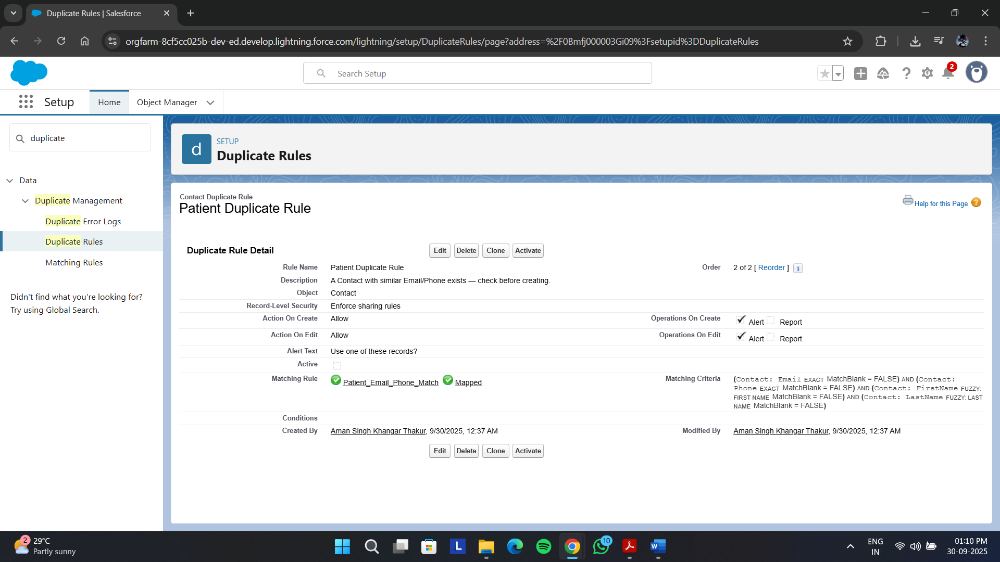 Duplicate Rules | Salesforce
orgfarm-8cf5cc025b-dev-ed.develop.lightning.force.com/lightning/setup/DuplicateRules/page?address=%2F0Bmfj000003Gi09%3Fsetupid%3DDuplicateRules
Search Setup
2
Setup
Home
Object Manager
duplicate
Data
Duplicate Management
Duplicate Error Logs
Duplicate Rules
Matching Rules
Didn't find what you're looking for?
Try using Global Search.
d
SETUP
Duplicate Rules
Contact Duplicate Rule
Patient Duplicate Rule
Help for this Page ?
Duplicate Rule Detail
Edit Delete Clone Activate
Rule Name Patient Duplicate Rule
Order 2 of 2 [ Reorder ] i
Description A Contact with similar Email/Phone exists — check before creating.
Object Contact
Record-Level Security Enforce sharing rules
Action On Create Allow
Operations On Create Alert Report
Action On Edit Allow
Operations On Edit Alert Report
Alert Text Use one of these records?
Active
Matching Rule Patient_Email_Phone_Match Mapped
Matching Criteria (Contact: Email EXACT MatchBlank = FALSE) AND (Contact:
Phone EXACT MatchBlank = FALSE) AND (Contact: FirstName FUZZY:
FIRST NAME MatchBlank = FALSE) AND (Contact: LastName FUZZY: LAST
NAME MatchBlank = FALSE)
Conditions
Created By Aman Singh Khangar Thakur, 9/30/2025, 12:37 AM
Modified By Aman Singh Khangar Thakur, 9/30/2025, 12:37 AM
Edit Delete Clone Activate
2
29°C
Partly sunny
L
10
W
ENG
IN
01:10 PM
30-09-2025